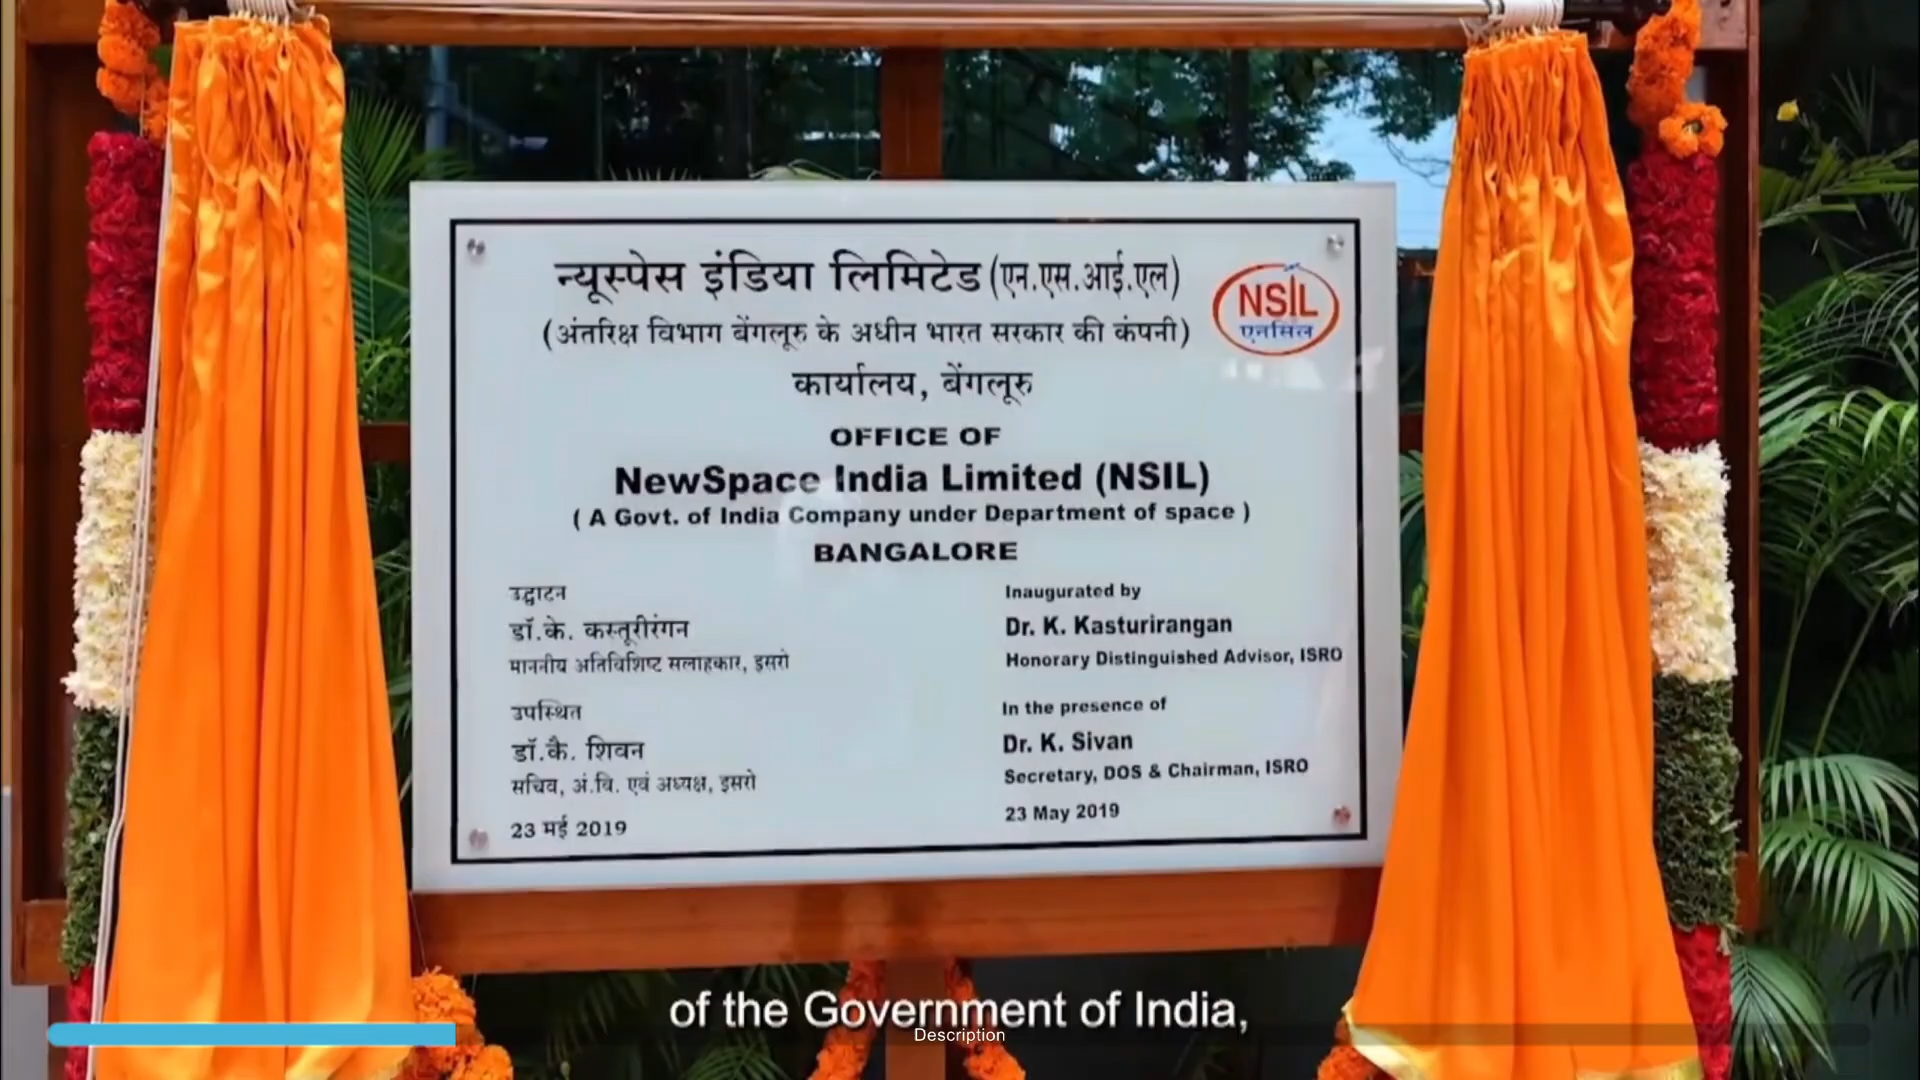 न्यूस्पेस इंडिया लिमिटेड (एन.एस.आई.एल)
(अंतरिक्ष विभाग बेंगलूरु के अधीन भारत सरकार की कंपनी)
कार्यालय, बेंगलूरु
NSIL
एनसिल
OFFICE OF
NewSpace India Limited (NSIL)
( A Govt. of India Company under Department of space )
BANGALORE
उद्घाटन
डॉ.के. कस्तूरीरंगन
माननीय अतिविशिष्ट सलाहकार, इसरो
उपस्थित
डॉ.कै. शिवन
सचिव, अं.वि. एवं अध्यक्ष, इसरो
23 मई 2019
Inaugurated by
Dr. K. Kasturirangan
Honorary Distinguished Advisor, ISRO
In the presence of
Dr. K. Sivan
Secretary, DOS & Chairman, ISRO
23 May 2019
of the Government of India,
Description